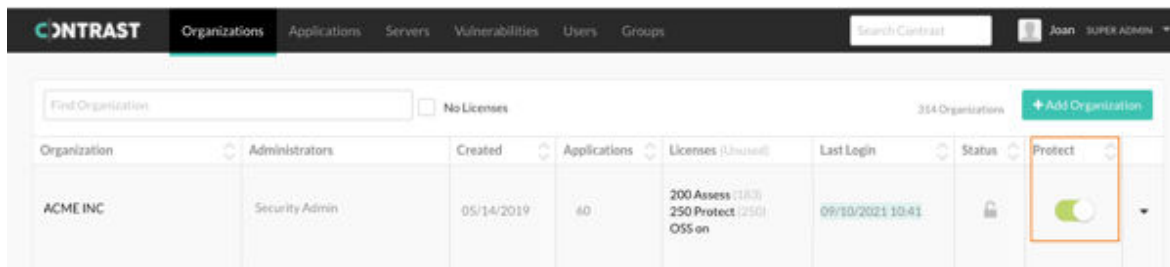 CONTRAST Organizations Applications Servers Vulnerabilities Users Groups Search Contrast Joan SUPER ADMIN
Find Organization No Licenses 314 Organizations +Add Organization
Organization Administrators Created Applications Licenses (Unused) Last Login Status Protect
ACME INC Security Admin 05/14/2019 60 200 Assess (183) 09/10/2021 10:41
250 Protect (250)
OSS on